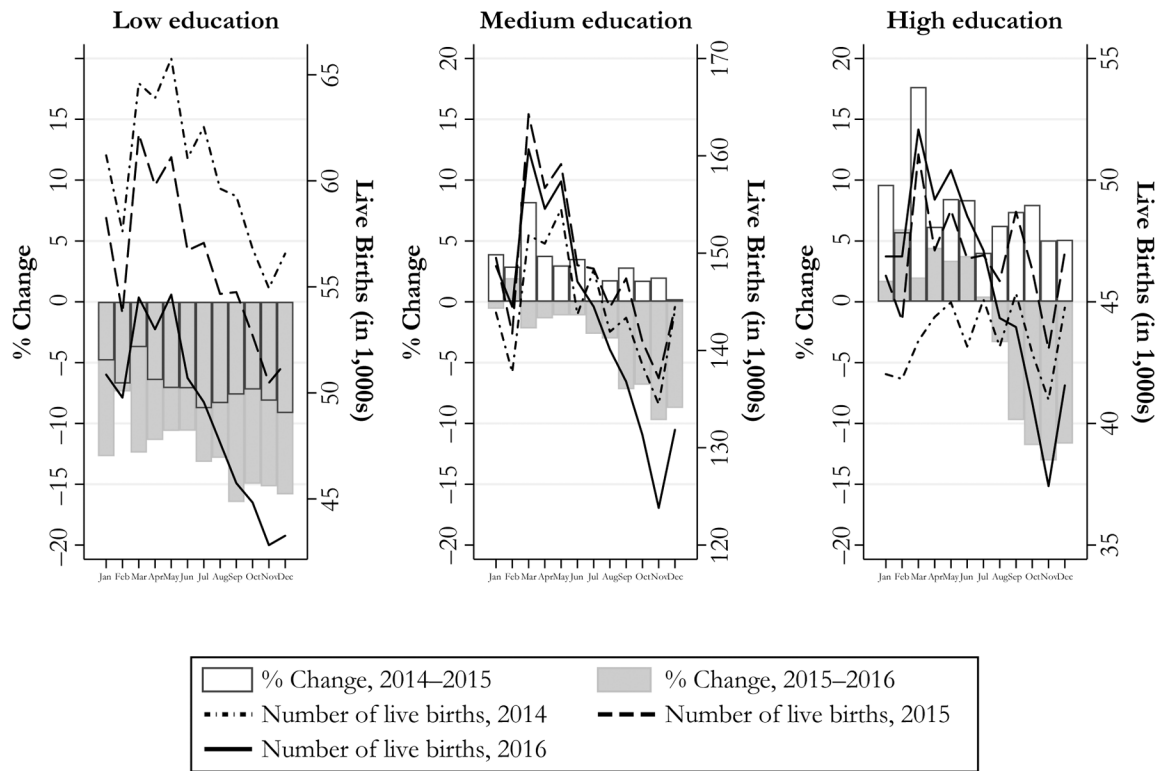 Low education
Medium education
High education
% Change
15
10
5
0
−5
−10
−15
−20
65
60
55
50
45
Live Births (in 1,000s)
Jan Feb Mar Apr May Jun Jul Aug Sep Oct Nov Dec
% Change
20
15
10
5
0
−5
−10
−15
−20
170
160
150
140
130
120
Live Births (in 1,000s)
Jan Feb Mar Apr May Jun Jul Aug Sep Oct Nov Dec
% Change
20
15
10
5
0
−5
−10
−15
−20
55
50
45
40
35
Live Births (in 1,000s)
Jan Feb Mar Apr May Jun Jul Aug Sep Oct Nov Dec
% Change, 2014–2015
% Change, 2015–2016
Number of live births, 2014
Number of live births, 2015
Number of live births, 2016